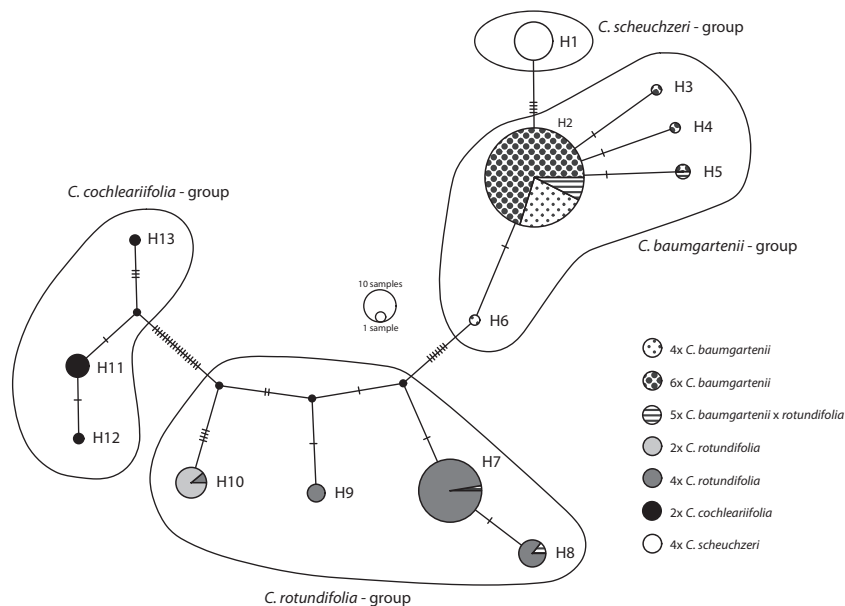 C. scheuchzeri - group
H1
H2
H3
H4
H5
C. cochleariifolia - group
H13
C. baumgartenii - group
10 samples
1 sample
H6
H11
H12
4x C. baumgartenii
6x C. baumgartenii
5x C. baumgartenii x rotundifolia
2x C. rotundifolia
4x C. rotundifolia
2x C. cochleariifolia
4x C. scheuchzeri
H7
H10
H9
H8
C. rotundifolia - group